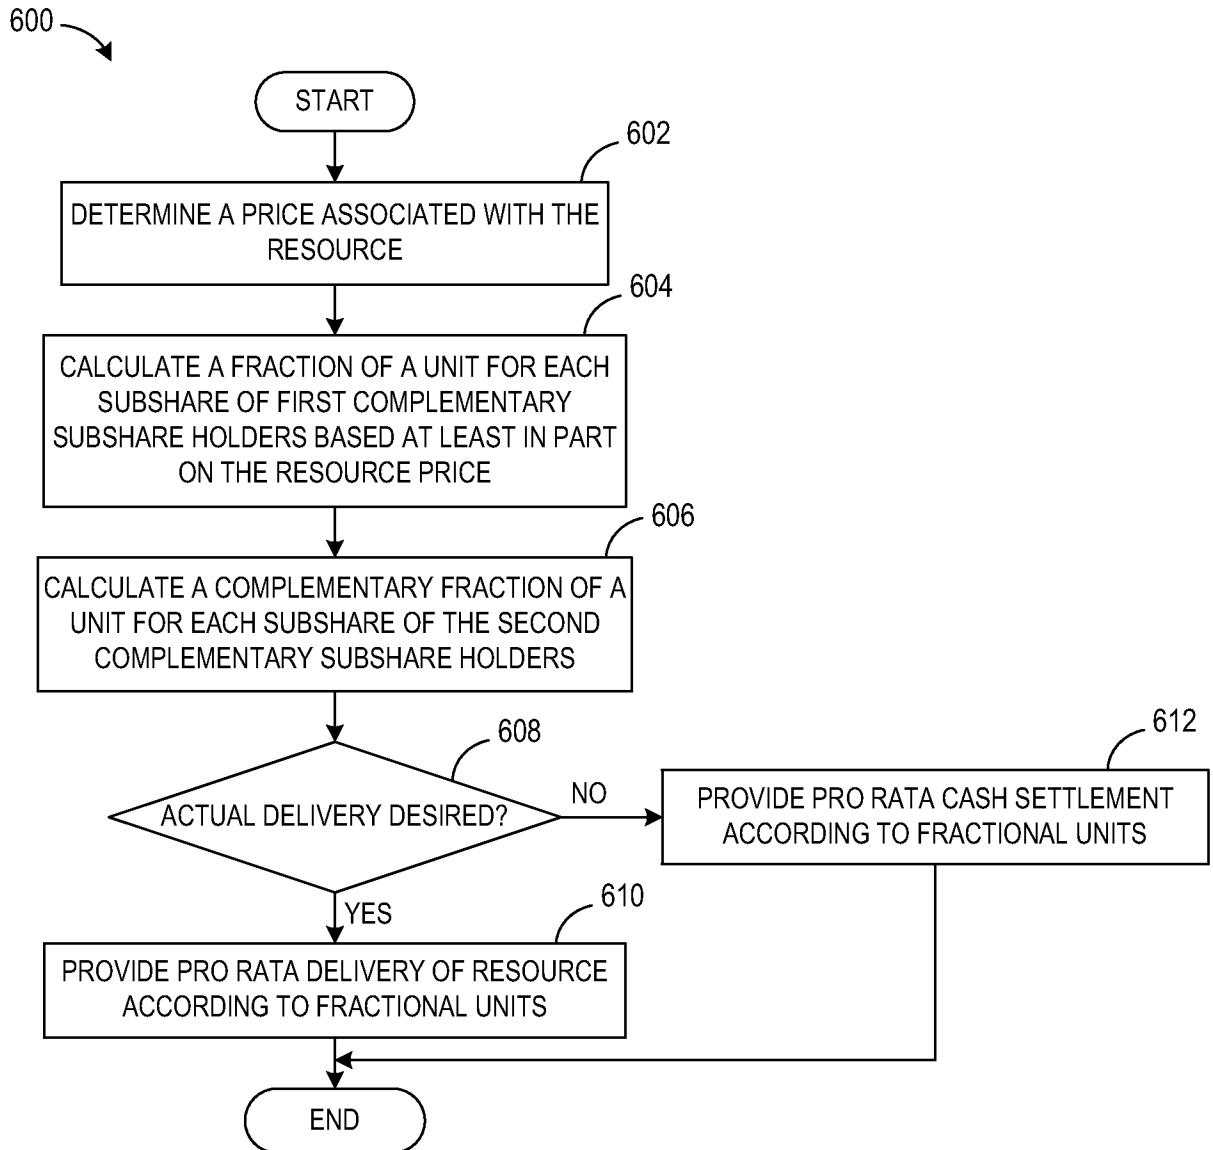 600
START
602
DETERMINE A PRICE ASSOCIATED WITH THE
RESOURCE
604
CALCULATE A FRACTION OF A UNIT FOR EACH
SUBSHARE OF FIRST COMPLEMENTARY
SUBSHARE HOLDERS BASED AT LEAST IN PART
ON THE RESOURCE PRICE
606
CALCULATE A COMPLEMENTARY FRACTION OF A
UNIT FOR EACH SUBSHARE OF THE SECOND
COMPLEMENTARY SUBSHARE HOLDERS
608
ACTUAL DELIVERY DESIRED?
NO
612
PROVIDE PRO RATA CASH SETTLEMENT
ACCORDING TO FRACTIONAL UNITS
YES
610
PROVIDE PRO RATA DELIVERY OF RESOURCE
ACCORDING TO FRACTIONAL UNITS
END